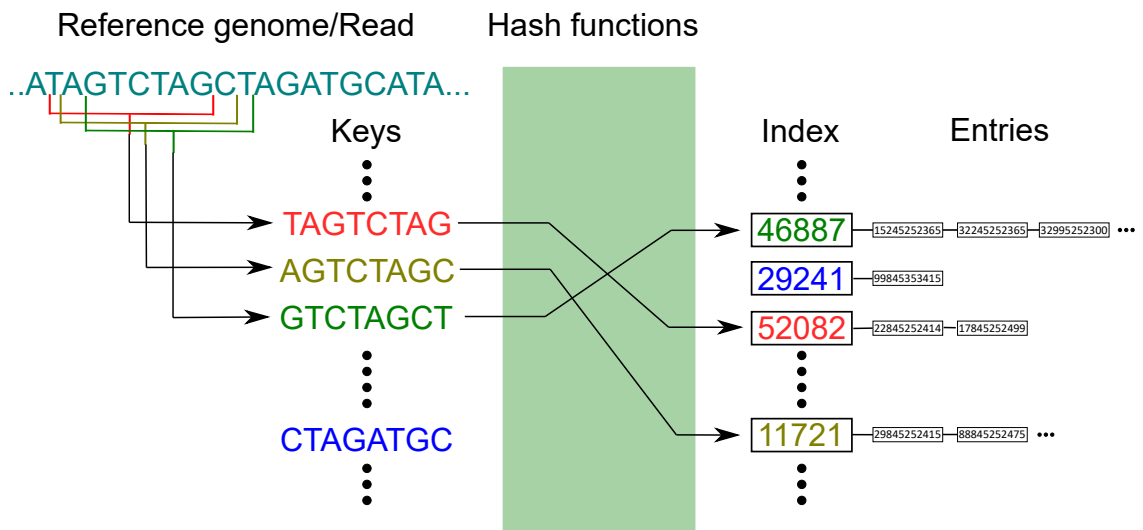 Reference genome/Read
Hash functions
..ATAGTCTAGCTAGATGCATA...
Keys
Index
Entries
TAGTCTAG
46887
15245252365
32245252365
32995252300
...
AGTCTAGC
29241
99845353415
GTCTAGCT
52082
22845252414
17845252499
CTAGATGC
11721
29845252415
88845252475
...